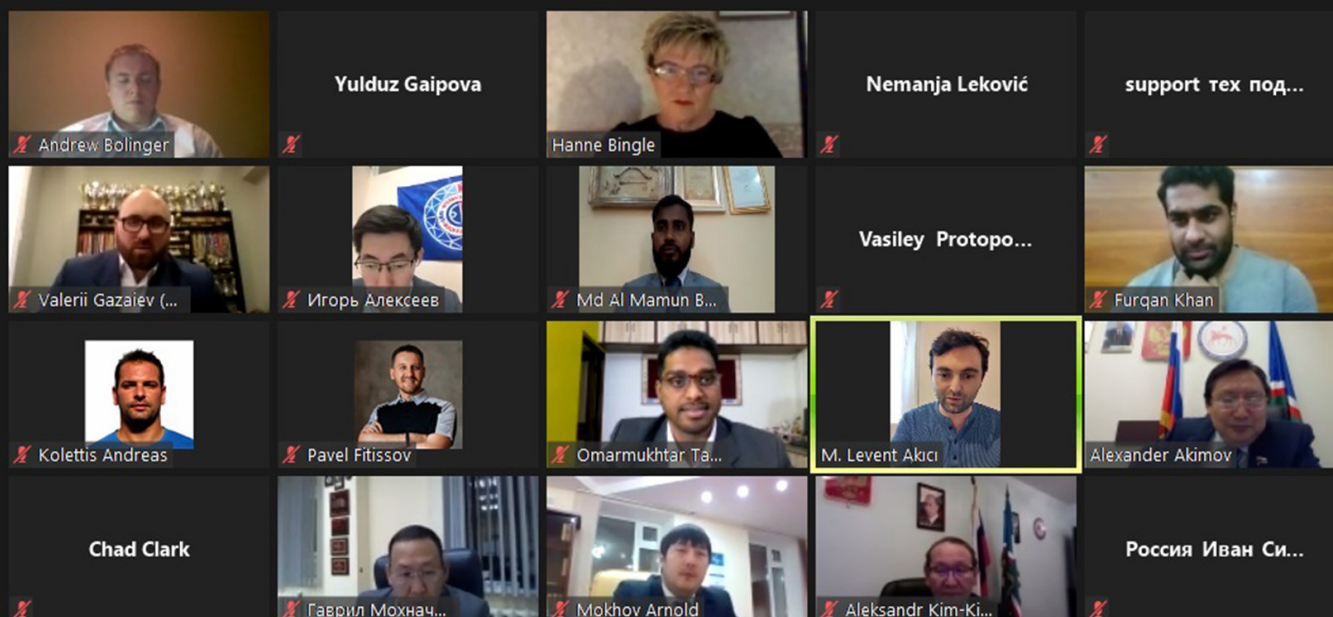 Andrew Bolinger
Yulduz Gaipova
Hanne Bingle
Nemanja Leković
support тех под...
Valerii Gazaiev (...
Игорь Алексеев
Md Al Mamun B...
Vasiley Protopo...
Furqan Khan
Kolettis Andreas
Pavel Fitissov
Omarmukhtar Ta...
M. Levent Akıcı
Alexander Akimov
Chad Clark
Гаврил Мохнач...
Mokhov Arnold
Aleksandr Kim-Ki...
Россия Иван Си...